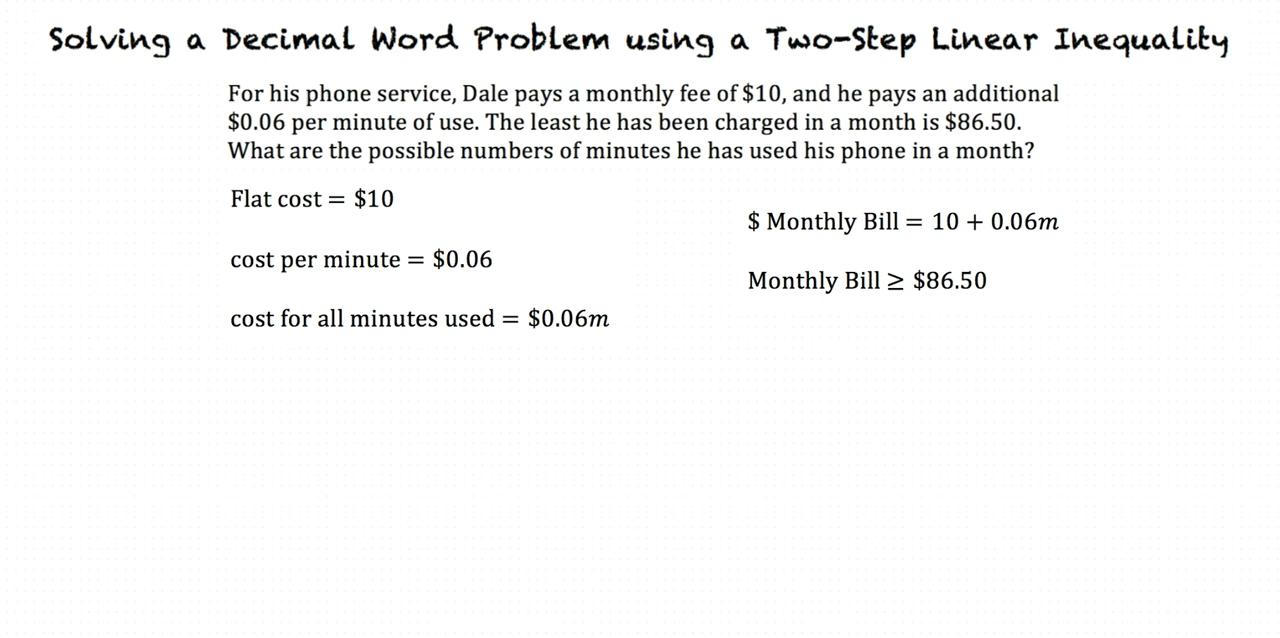 Solving a Decimal Word Problem using a Two-Step Linear Inequality
For his phone service, Dale pays a monthly fee of $10, and he pays an additional
$0.06 per minute of use. The least he has been charged in a month is $86.50.
What are the possible numbers of minutes he has used his phone in a month?
Flat cost = $10
$ Monthly Bill = 10 + 0.06m
cost per minute = $0.06
Monthly Bill ≥ $86.50
cost for all minutes used = $0.06m